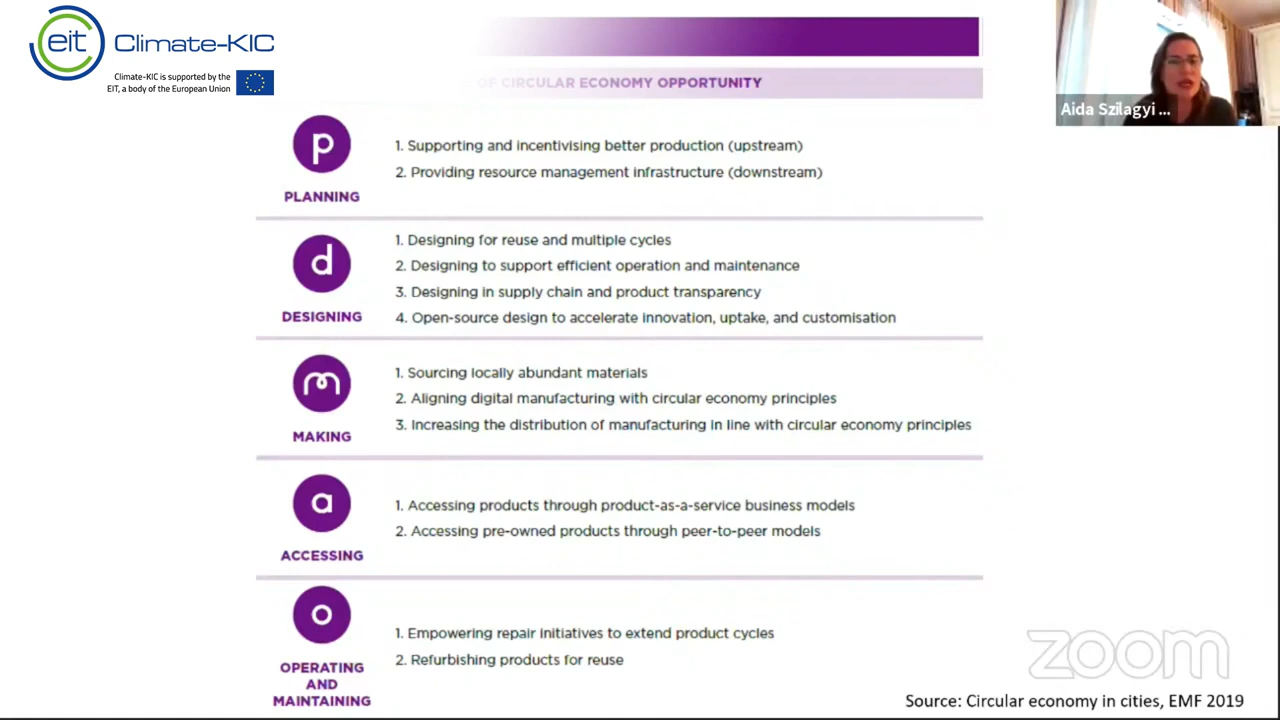 eit Climate-KIC
Climate-KIC is supported by the
EIT, a body of the European Union
OF CIRCULAR ECONOMY OPPORTUNITY
Aida Szilagyi ...
p
PLANNING
1. Supporting and incentivising better production (upstream)
2. Providing resource management infrastructure (downstream)
d
DESIGNING
1. Designing for reuse and multiple cycles
2. Designing to support efficient operation and maintenance
3. Designing in supply chain and product transparency
4. Open-source design to accelerate innovation, uptake, and customisation
m
MAKING
1. Sourcing locally abundant materials
2. Aligning digital manufacturing with circular economy principles
3. Increasing the distribution of manufacturing in line with circular economy principles
a
ACCESSING
1. Accessing products through product-as-a-service business models
2. Accessing pre-owned products through peer-to-peer models
o
OPERATING
AND
MAINTAINING
1. Empowering repair initiatives to extend product cycles
2. Refurbishing products for reuse
zoom
Source: Circular economy in cities, EMF 2019